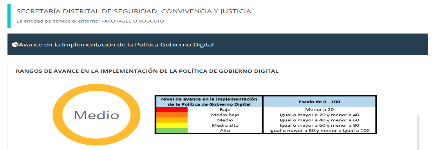 SECRETARÍA DISTRITAL DE SEGURIDAD, CONVIVENCIA Y JUSTICIA
La entidad pertenece al entorno: FAVORABLE O ROBUSTO
Avance en la Implementación de la Política Gobierno Digital
RANGOS DE AVANCE EN LA IMPLEMENTACIÓN DE LA POLÍTICA DE GOBIERNO DIGITAL
Medio
Nivel de avance en la implementación de la Política de Gobierno Digital Escala de 0 - 100
Bajo Menor a 20
Medio bajo Igual o mayor a 20 y menor a 40
Medio Igual o mayor a 40 y menor a 60
Medio alto Igual o mayor a 60 y menor a 80
Alto Igual o mayor a 80 y menor o igual a 100